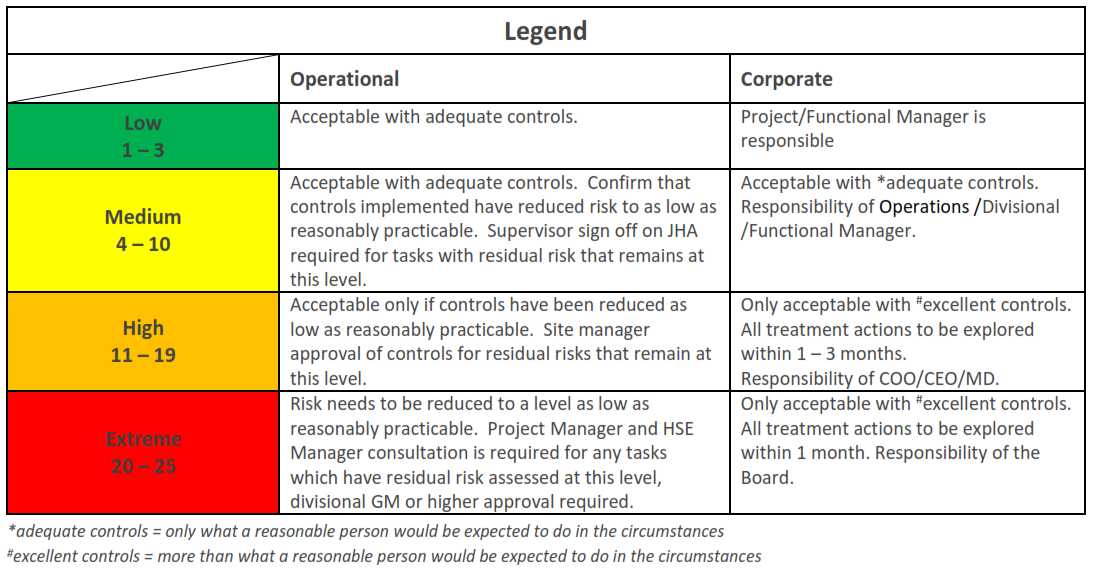 Legend
Operational
Corporate
Low
1 – 3
Acceptable with adequate controls.
Project/Functional Manager is
responsible
Medium
4 – 10
Acceptable with adequate controls.  Confirm that
controls implemented have reduced risk to as low as
reasonably practicable.  Supervisor sign off on JHA
required for tasks with residual risk that remains at
this level.
Acceptable with *adequate controls.
Responsibility of Operations /Divisional
/Functional Manager.
High
11 – 19
Acceptable only if controls have been reduced as
low as reasonably practicable.  Site manager
approval of controls for residual risks that remain at
this level.
Only acceptable with #excellent controls.
All treatment actions to be explored
within 1 – 3 months.
Responsibility of COO/CEO/MD.
Extreme
20 – 25
Risk needs to be reduced to a level as low as
reasonably practicable.  Project Manager and HSE
Manager consultation is required for any tasks
which have residual risk assessed at this level,
divisional GM or higher approval required.
Only acceptable with #excellent controls.
All treatment actions to be explored
within 1 month. Responsibility of the
Board.
*adequate controls = only what a reasonable person would be expected to do in the circumstances
#excellent controls = more than what a reasonable person would be expected to do in the circumstances